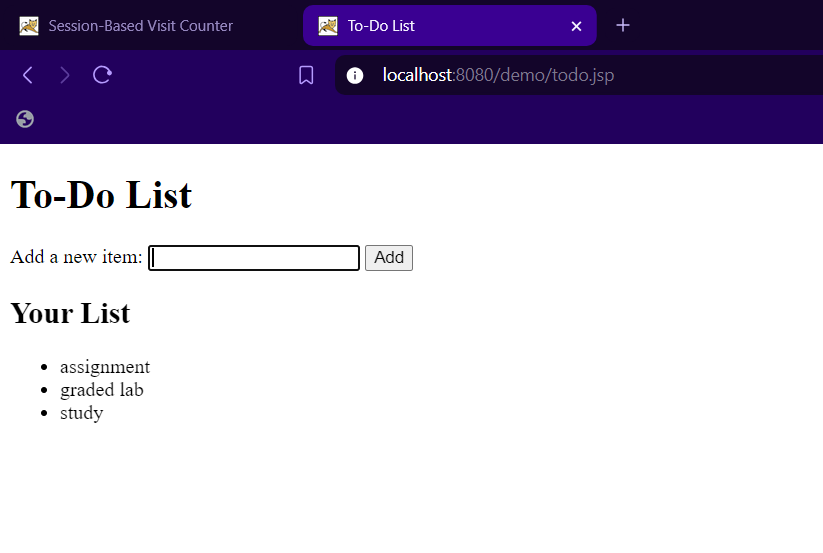 Session-Based Visit Counter
To-Do List
localhost:8080/demo/todo.jsp
To-Do List
Add a new item: Add
Your List
assignment
graded lab
study